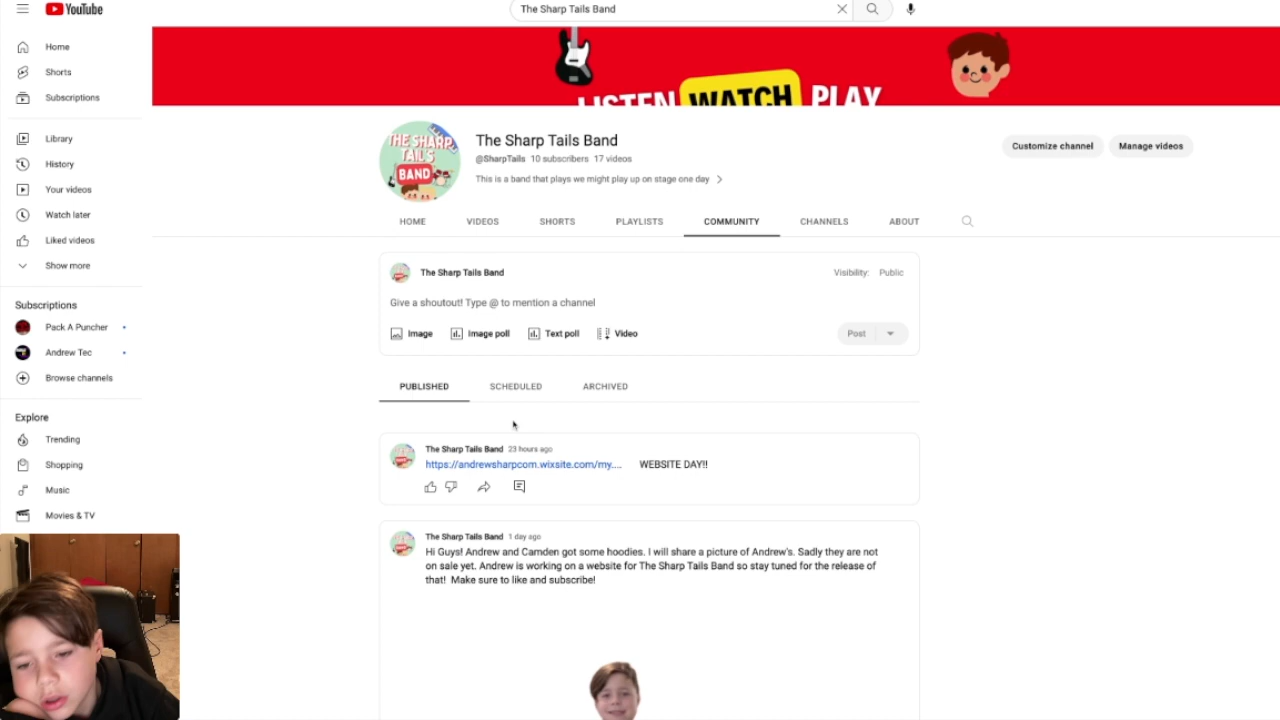 YouTube
The Sharp Tails Band
Home
Shorts
Subscriptions
Library
History
Your videos
Watch later
Liked videos
Show more
Subscriptions
Pack A Puncher
Andrew Tec
Browse channels
Explore
Trending
Shopping
Music
Movies & TV
LISTEN WATCH PLAY
THE SHARP
TAILS
BAND
The Sharp Tails Band
@SharpTails 10 subscribers 17 videos
This is a band that plays we might play up on stage one day
Customize channel Manage videos
HOME VIDEOS SHORTS PLAYLISTS COMMUNITY CHANNELS ABOUT
The Sharp Tails Band Visibility: Public
Give a shoutout! Type @ to mention a channel
Image Image poll Text poll Video Post
PUBLISHED SCHEDULED ARCHIVED
The Sharp Tails Band 23 hours ago
https://andrewsharpcom.wixsite.com/my.... WEBSITE DAY!!
The Sharp Tails Band 1 day ago
Hi Guys! Andrew and Camden got some hoodies. I will share a picture of Andrew's. Sadly they are not
on sale yet. Andrew is working on a website for The Sharp Tails Band so stay tuned for the release of
that! Make sure to like and subscribe!